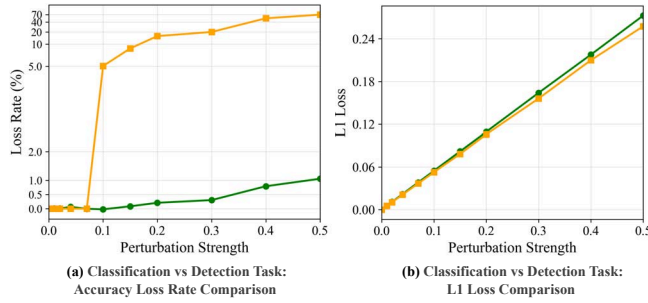 70
40
20
10
5.0
2.0
1.0
0.5
0.0
Loss Rate (%)
0.0 0.1 0.2 0.3 0.4 0.5
Perturbation Strength
(a) Classification vs Detection Task:
Accuracy Loss Rate Comparison
0.24
0.18
0.12
0.06
0.00
L1 Loss
0.0 0.1 0.2 0.3 0.4 0.5
Perturbation Strength
(b) Classification vs Detection Task:
L1 Loss Comparison